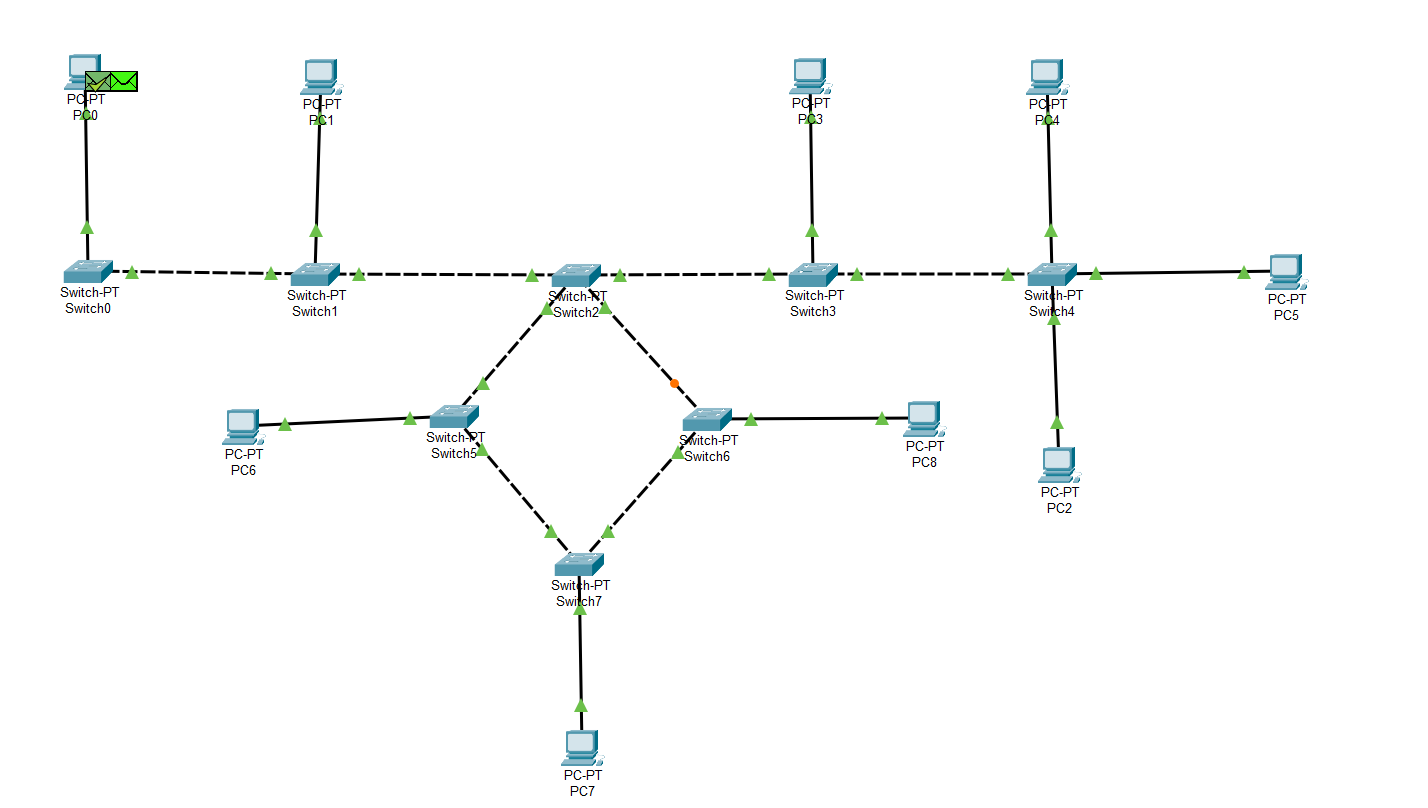 PC-PT
PC0
PC-PT
PC1
PC-PT
PC3
PC-PT
PC4
Switch-PT
Switch0
Switch-PT
Switch1
Switch-PT
Switch2
Switch-PT
Switch3
Switch-PT
Switch4
PC-PT
PC5
PC-PT
PC6
Switch-PT
Switch5
Switch-PT
Switch6
PC-PT
PC8
PC-PT
PC2
Switch-PT
Switch7
PC-PT
PC7